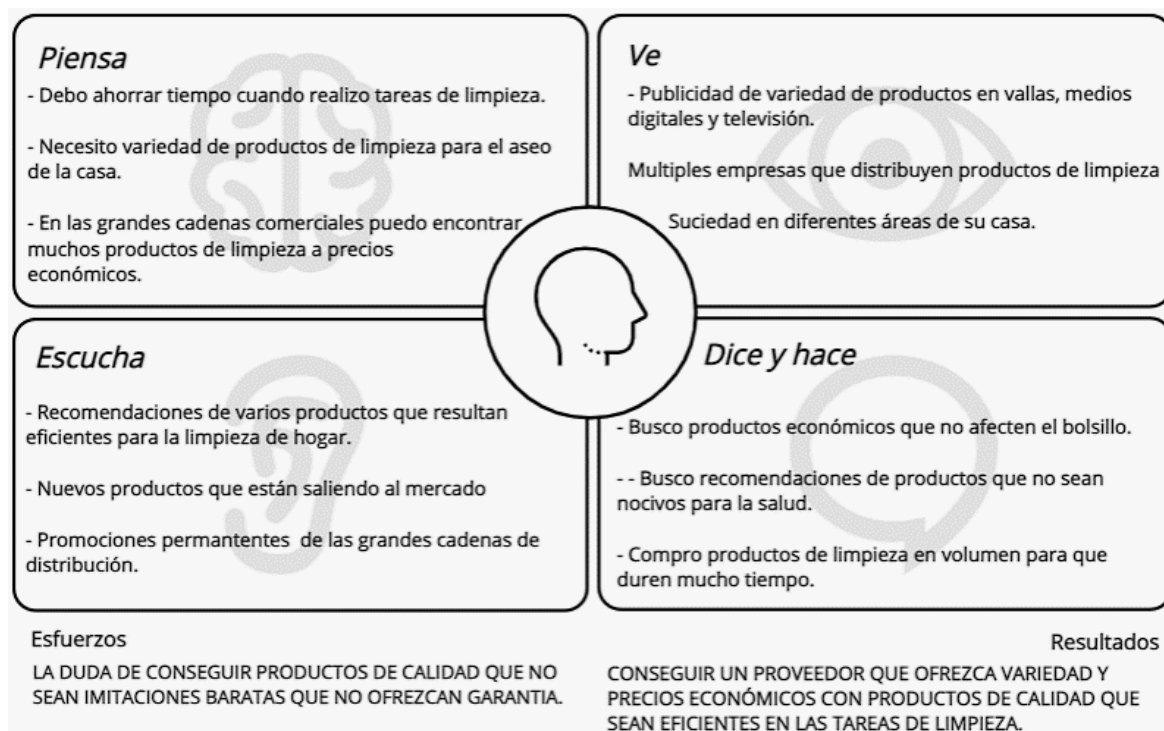 Piensa
- Debo ahorrar tiempo cuando realizo tareas de limpieza.
- Necesito variedad de productos de limpieza para el aseo
de la casa.
- En las grandes cadenas comerciales puedo encontrar
muchos productos de limpieza a precios
económicos.
Ve
- Publicidad de variedad de productos en vallas, medios
digitales y televisión.
Multiples empresas que distribuyen productos de limpieza
Suciedad en diferentes áreas de su casa.
Escucha
- Recomendaciones de varios productos que resultan
eficientes para la limpieza de hogar.
- Nuevos productos que están saliendo al mercado
- Promociones permantentes de las grandes cadenas de
distribución.
Dice y hace
- Busco productos económicos que no afecten el bolsillo.
- - Busco recomendaciones de productos que no sean
nocivos para la salud.
- Compro productos de limpieza en volumen para que
duren mucho tiempo.
Esfuerzos
LA DUDA DE CONSEGUIR PRODUCTOS DE CALIDAD QUE NO
SEAN IMITACIONES BARATAS QUE NO OFREZCAN GARANTIA.
Resultados
CONSEGUIR UN PROVEEDOR QUE OFREZCA VARIEDAD Y
PRECIOS ECONÓMICOS CON PRODUCTOS DE CALIDAD QUE
SEAN EFICIENTES EN LAS TAREAS DE LIMPIEZA.